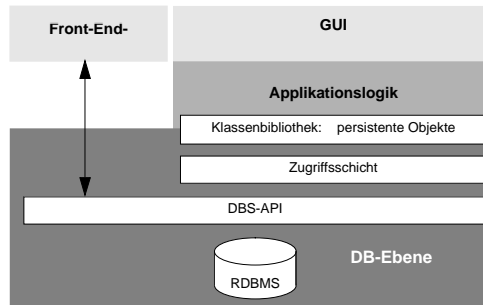 Front-End-
GUI
Applikationslogik
Klassenbibliothek: persistente Objekte
Zugriffsschicht
DBS-API
DB-Ebene
RDBMS